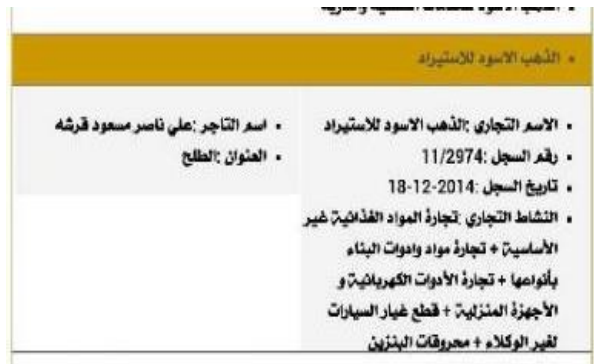 الذهب الاسود للاستيراد
الاسم التجاري :الذهب الاسود للاستيراد
رقم السجل :11/2974
تاريخ السجل :2014-12-18
النشاط التجاري :تجارة المواد الغذائية غير
الأساسية + تجارة مواد وادوات البناء
بأنواعها + تجارة الأدوات الكهربائية و
الأجهزة المنزلية + قطع غيار السيارات
لغير الوكلاء + محروقات البنزين
اسم التاجر :علي ناصر مسعود قرشه
العنوان :الطلح